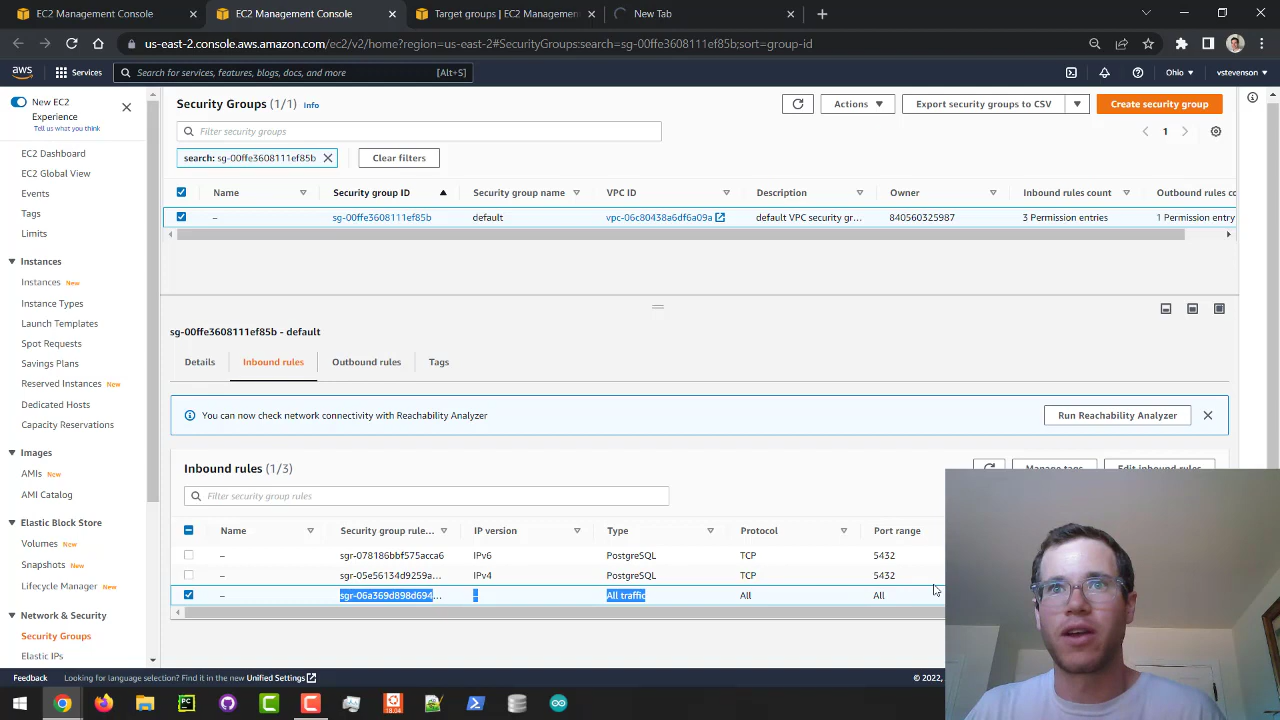 EC2 Management Console
EC2 Management Console
Target groups | EC2 Managemen
New Tab
us-east-2.console.aws.amazon.com/ec2/v2/home?region=us-east-2#SecurityGroups:search=sg-00ffe3608111ef85b;sort=group-id
aws
Services
Search for services, features, blogs, docs, and more
[Alt+S]
Ohio
vstevenson
New EC2
Experience
Tell us what you think
EC2 Dashboard
EC2 Global View
Events
Tags
Limits
Instances
Instances New
Instance Types
Launch Templates
Spot Requests
Savings Plans
Reserved Instances New
Dedicated Hosts
Capacity Reservations
Images
AMIs New
AMI Catalog
Elastic Block Store
Volumes New
Snapshots New
Lifecycle Manager New
Network & Security
Security Groups
Elastic IPs
Security Groups (1/1) Info
Actions
Export security groups to CSV
Create security group
Filter security groups
1
search: sg-00ffe3608111ef85b
Clear filters
Name Security group ID Security group name VPC ID Description Owner Inbound rules count Outbound rules co
– sg-00ffe3608111ef85b default vpc-06c80438a6df6a09a default VPC security gr... 840560325987 3 Permission entries 1 Permission entry
sg-00ffe3608111ef85b - default
Details
Inbound rules
Outbound rules
Tags
You can now check network connectivity with Reachability Analyzer
Run Reachability Analyzer
Inbound rules (1/3)
Manage tags
Edit inbound rules
Filter security group rules
Name Security group rule... IP version Type Protocol Port range
– sgr-078186bbf575acca6 IPv6 PostgreSQL TCP 5432
– sgr-05e56134d9259a... IPv4 PostgreSQL TCP 5432
– sgr-06a369d898d694... – All traffic All All
Feedback
Looking for language selection? Find it in the new Unified Settings
© 2022,
PC
18.04